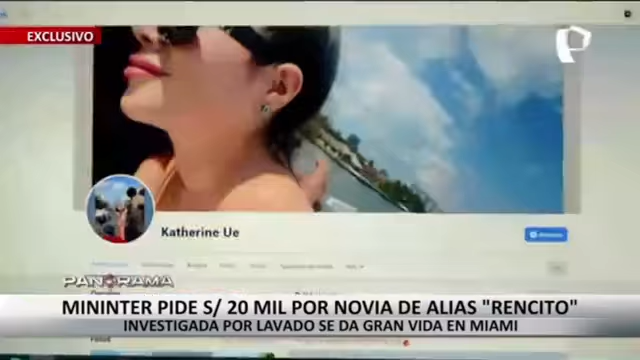 EXCLUSIVO
Katherine Ue
PANORAMA
MININTER PIDE S/ 20 MIL POR NOVIA DE ALIAS "RENCITO"
INVESTIGADA POR LAVADO SE DA GRAN VIDA EN MIAMI